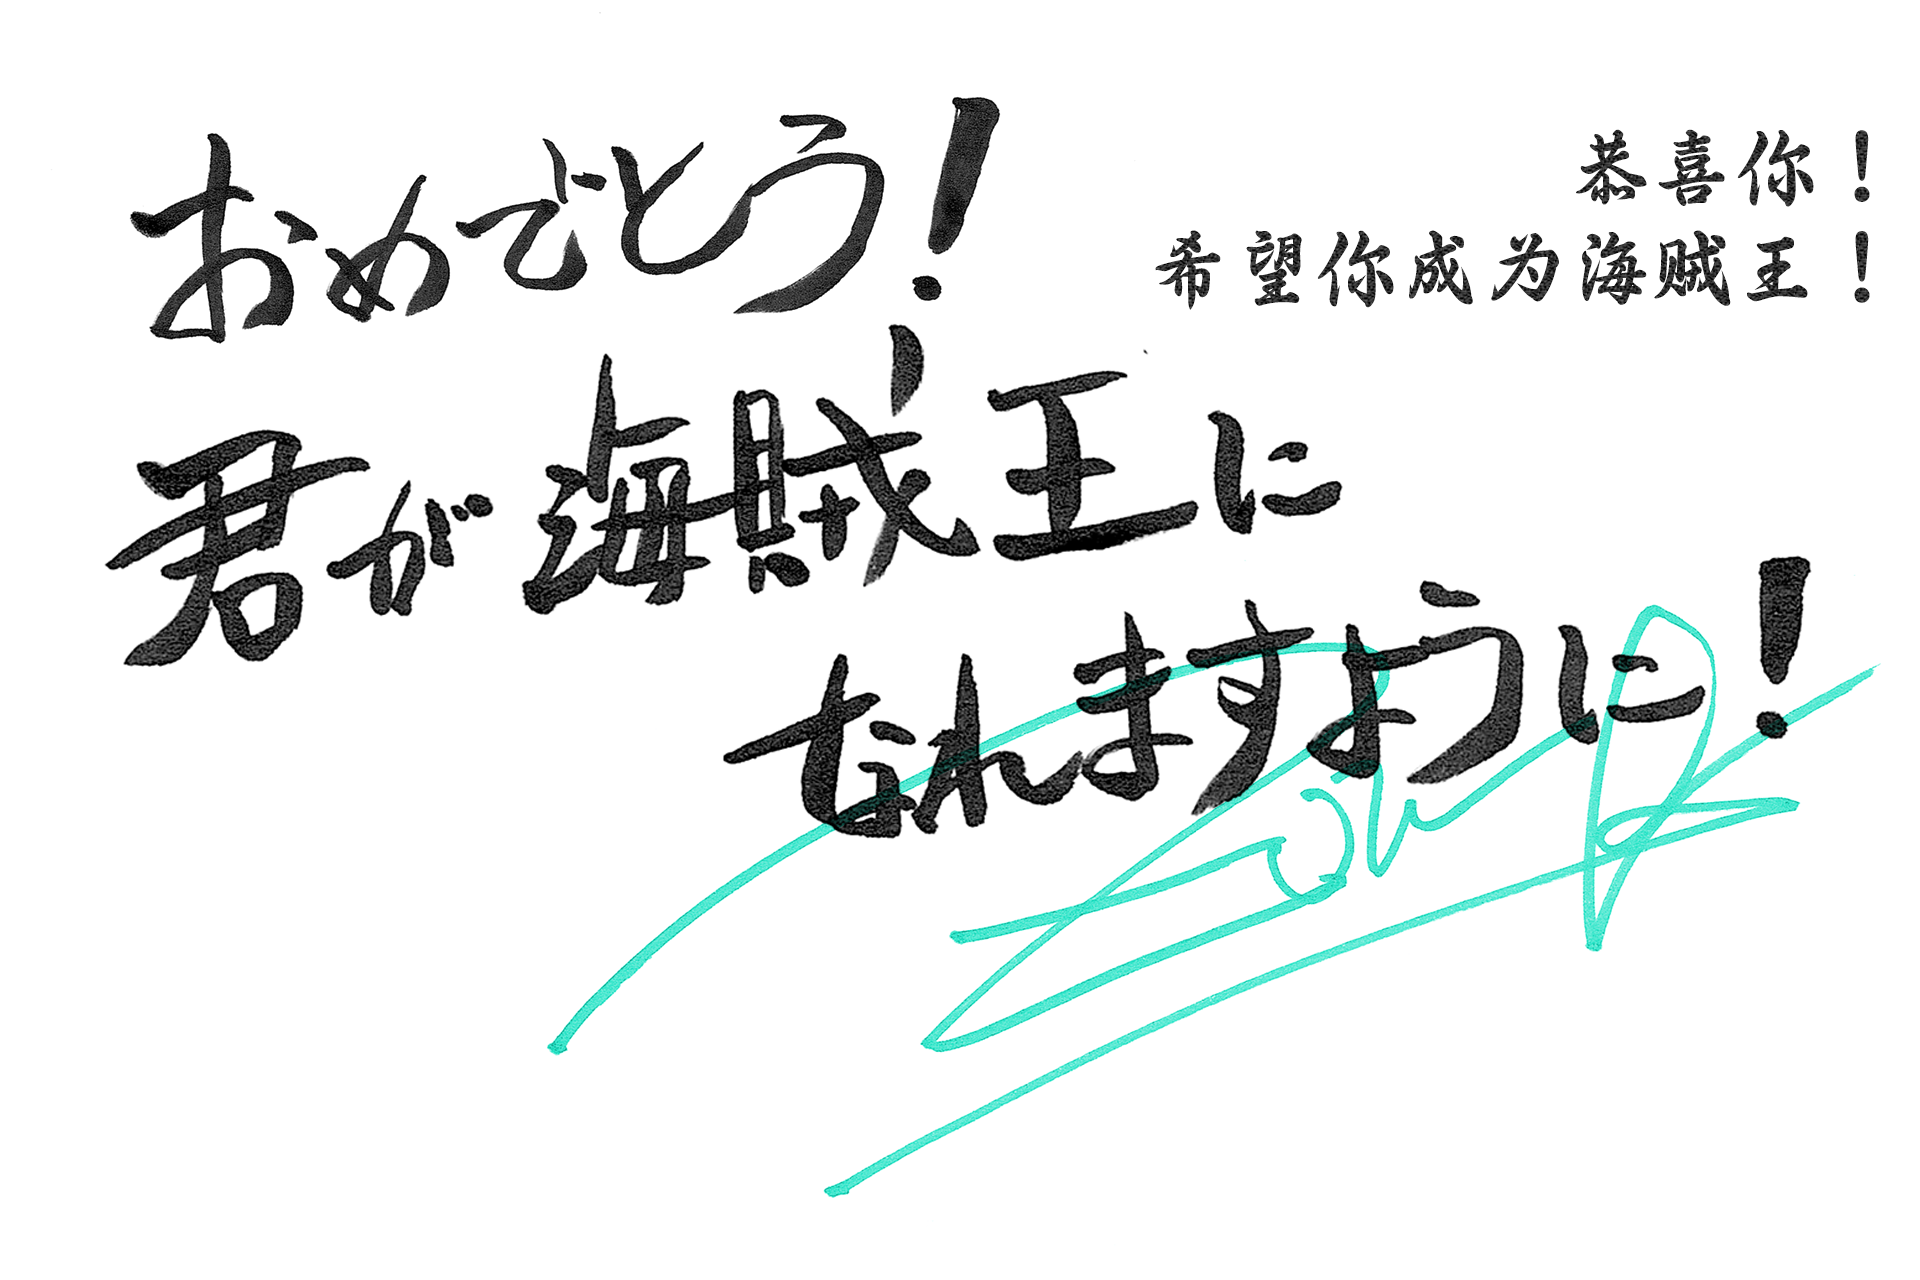 おめでとう！
君が海賊王に
なれますように！
恭喜你！
希望你成为海贼王！